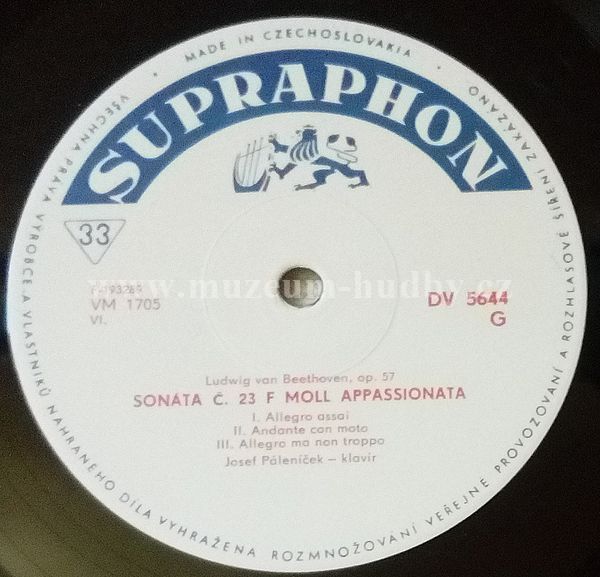 • MADE IN CZECHOSLOVAKIA •
SUPRAPHON
33
VM 1705
VI.
DV 5644
G
www.muzeum-hudby.cz
Ludwig van Beethoven, op. 57
SONÁTA Č. 23 F MOLL APPASSIONATA
I. Allegro assai
II. Andante con moto
III. Allegro ma non troppo
Josef Páleníček – klavír
VŠECHNA PRÁVA VÝROBCE A VLASTNÍKŮ NAHRANÉHO DÍLA VYHRAŽENA ROZMNOŽOVÁNÍ VEŘEJNÉ PROVOZOVÁNÍ A ROZHLASOVÉ ŠÍŘENÍ ZAKÁZÁNO